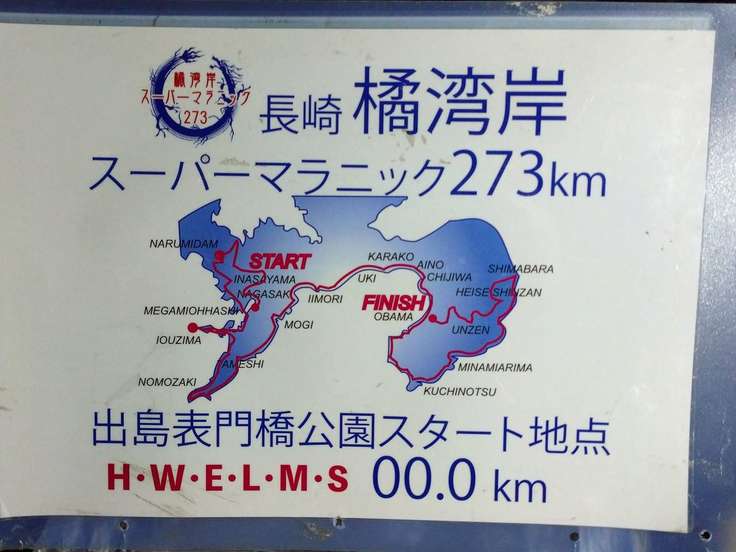 橘湾岸
スーパーマラニック
273
長崎 橘湾岸
スーパーマラニック273km
NARUMIDAM
START
INASAYAMA
NAGASAKI
MEGAMIOHHASHI
IOUZIMA
TAMESHI
NOMOZAKI
MOGI
IIMORI
UKI
KARAKO
AINO
CHIJIWA
SHIMABARA
HEISEI SHINZAN
FINISH
OBAMA
UNZEN
MINAMIARIMA
KUCHINOTSU
出島表門橋公園スタート地点
H・W・E・L・M・S 00.0 km